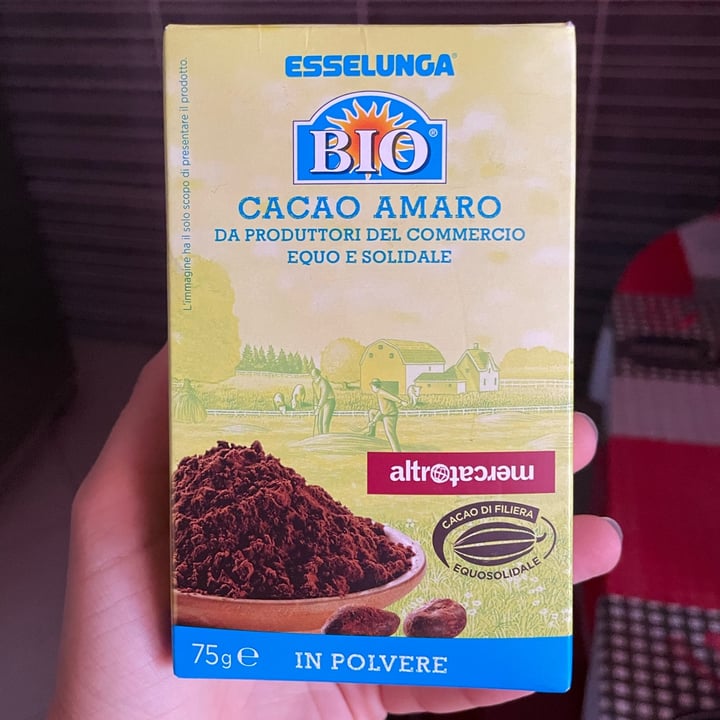 ESSELUNGA®
BIO®
CACAO AMARO
DA PRODUTTORI DEL COMMERCIO
EQUO E SOLIDALE
L'immagine ha il solo scopo di presentare il prodotto.
altromercato
CACAO DI FILIERA
EQUOSOLIDALE
75g ℮
IN POLVERE